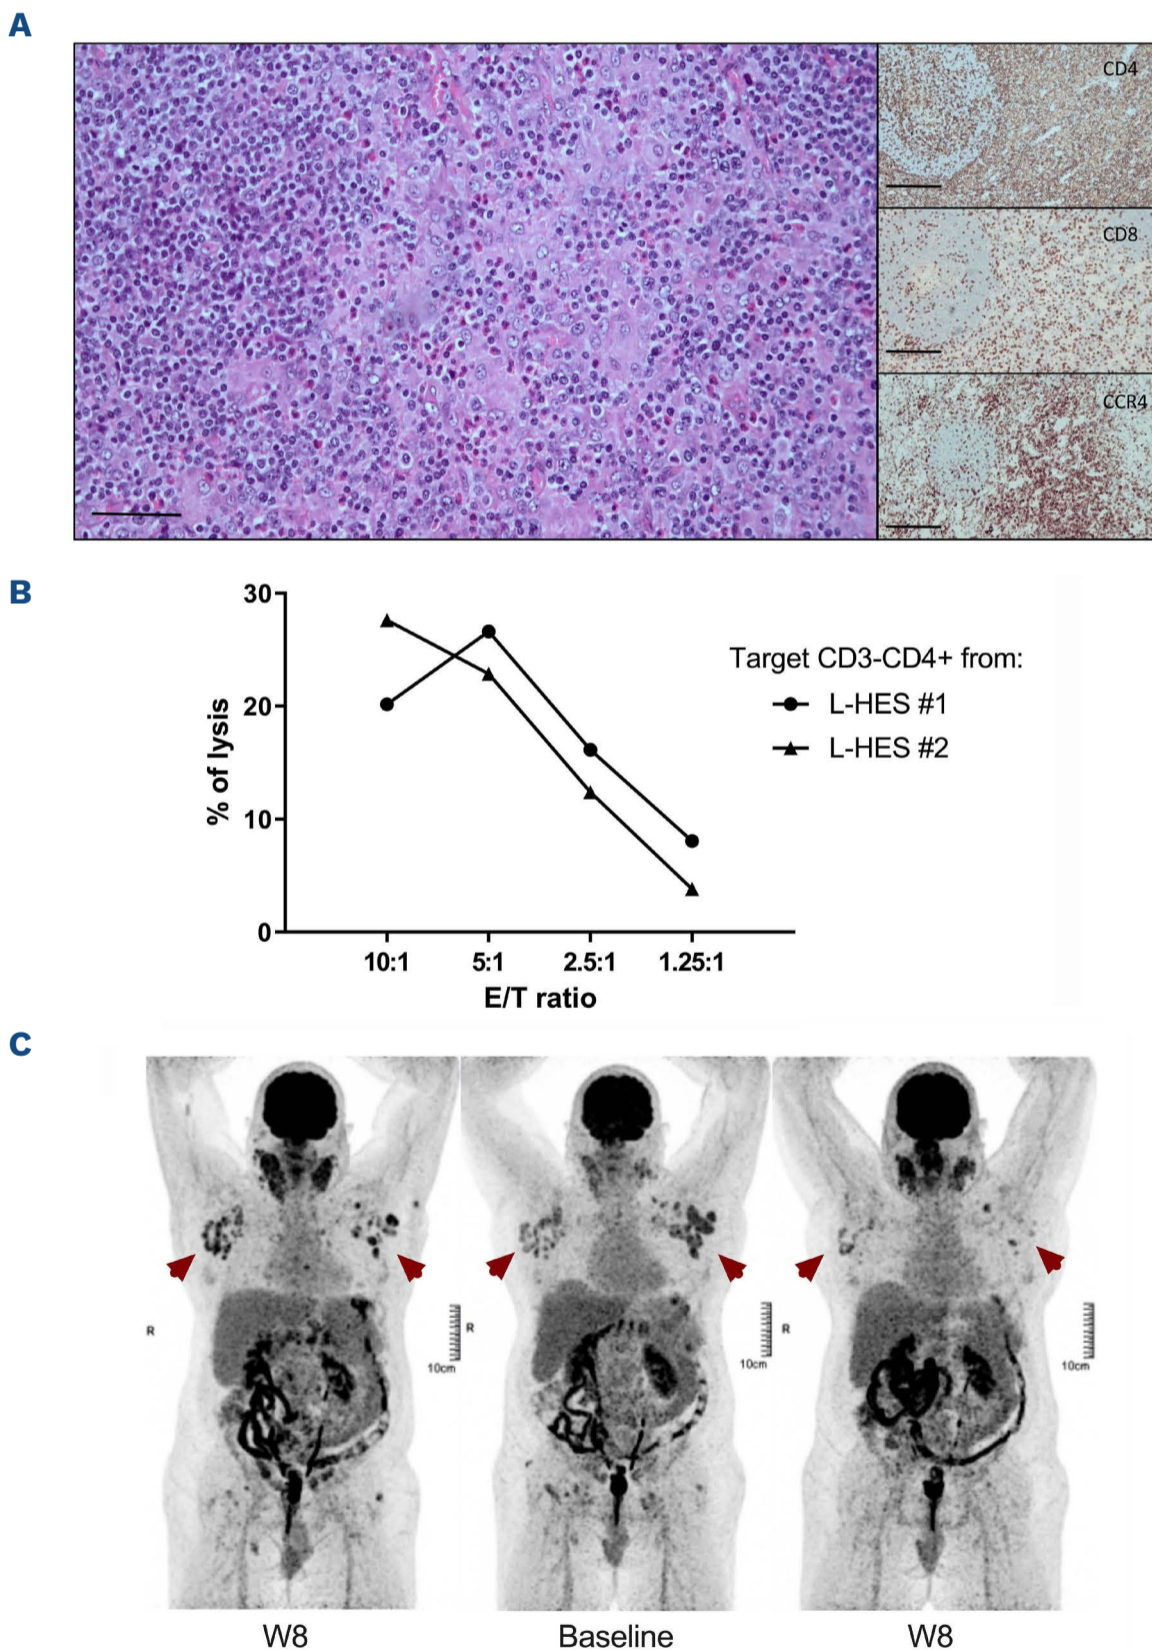 A
CD4
CD8
CCR4
B
30
20
10
0
% of lysis
10:1 5:1 2.5:1 1.25:1
E/T ratio
Target CD3-CD4+ from:
L-HES #1
L-HES #2
C
R
10cm
R
10cm
R
10cm
W8 Baseline W8